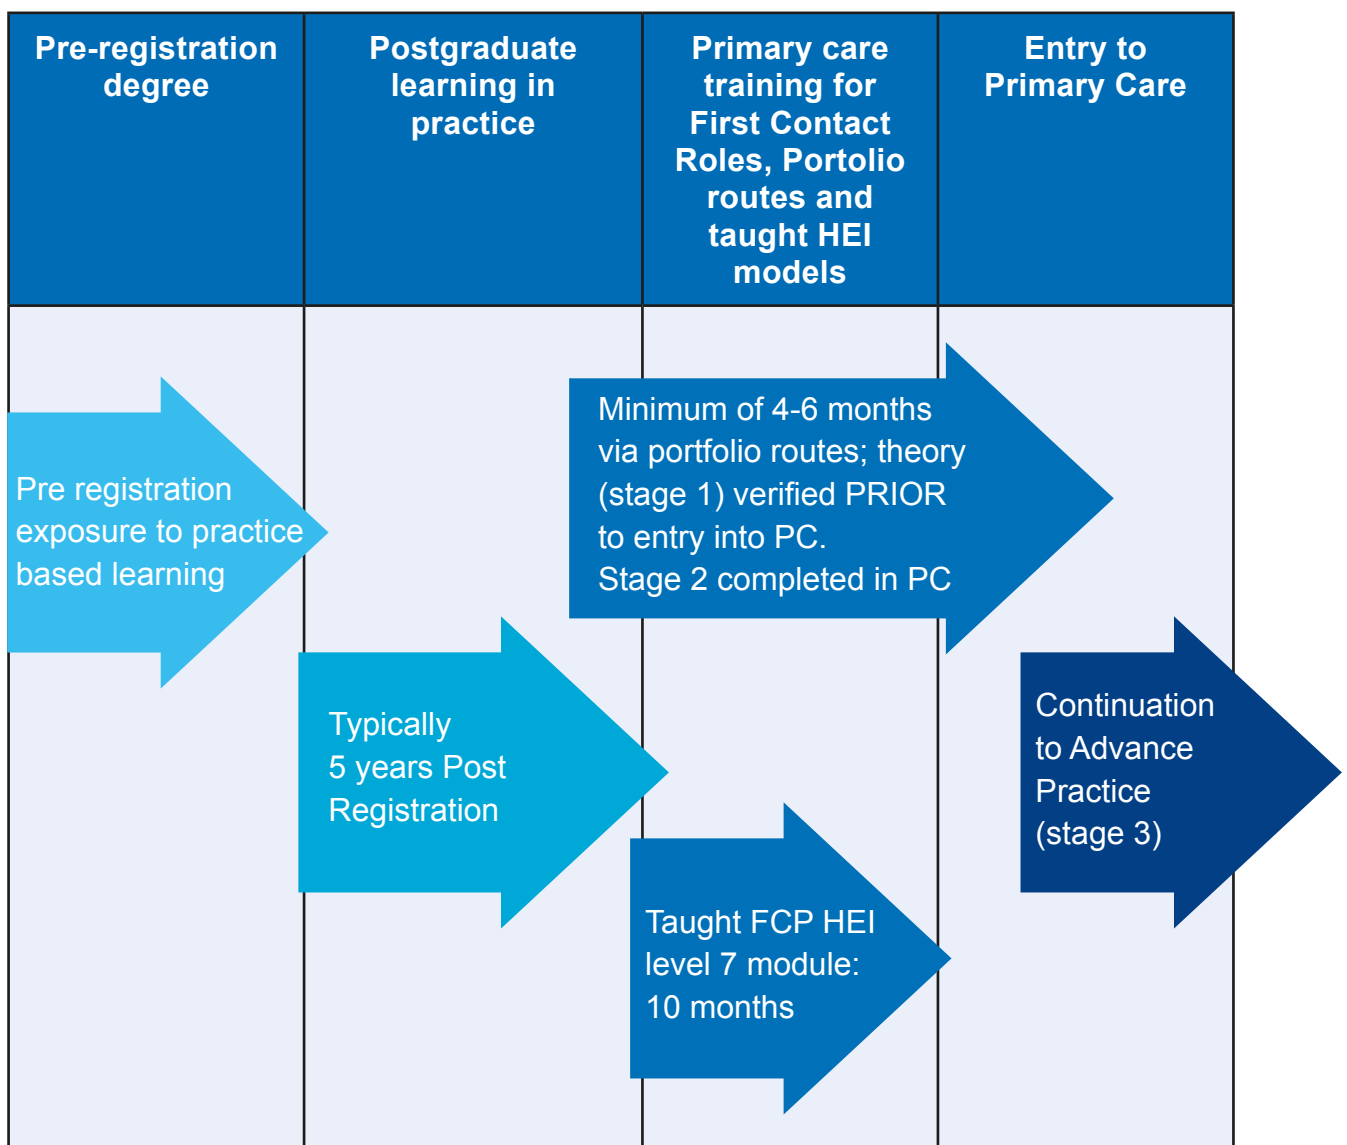 Pre-registration
degree
Postgraduate
learning in
practice
Primary care
training for
First Contact
Roles, Portolio
routes and
taught HEI
models
Entry to
Primary Care
Pre registration
exposure to practice
based learning
Minimum of 4-6 months
via portfolio routes; theory
(stage 1) verified PRIOR
to entry into PC.
Stage 2 completed in PC
Typically
5 years Post
Registration
Continuation
to Advance
Practice
(stage 3)
Taught FCP HEI
level 7 module:
10 months